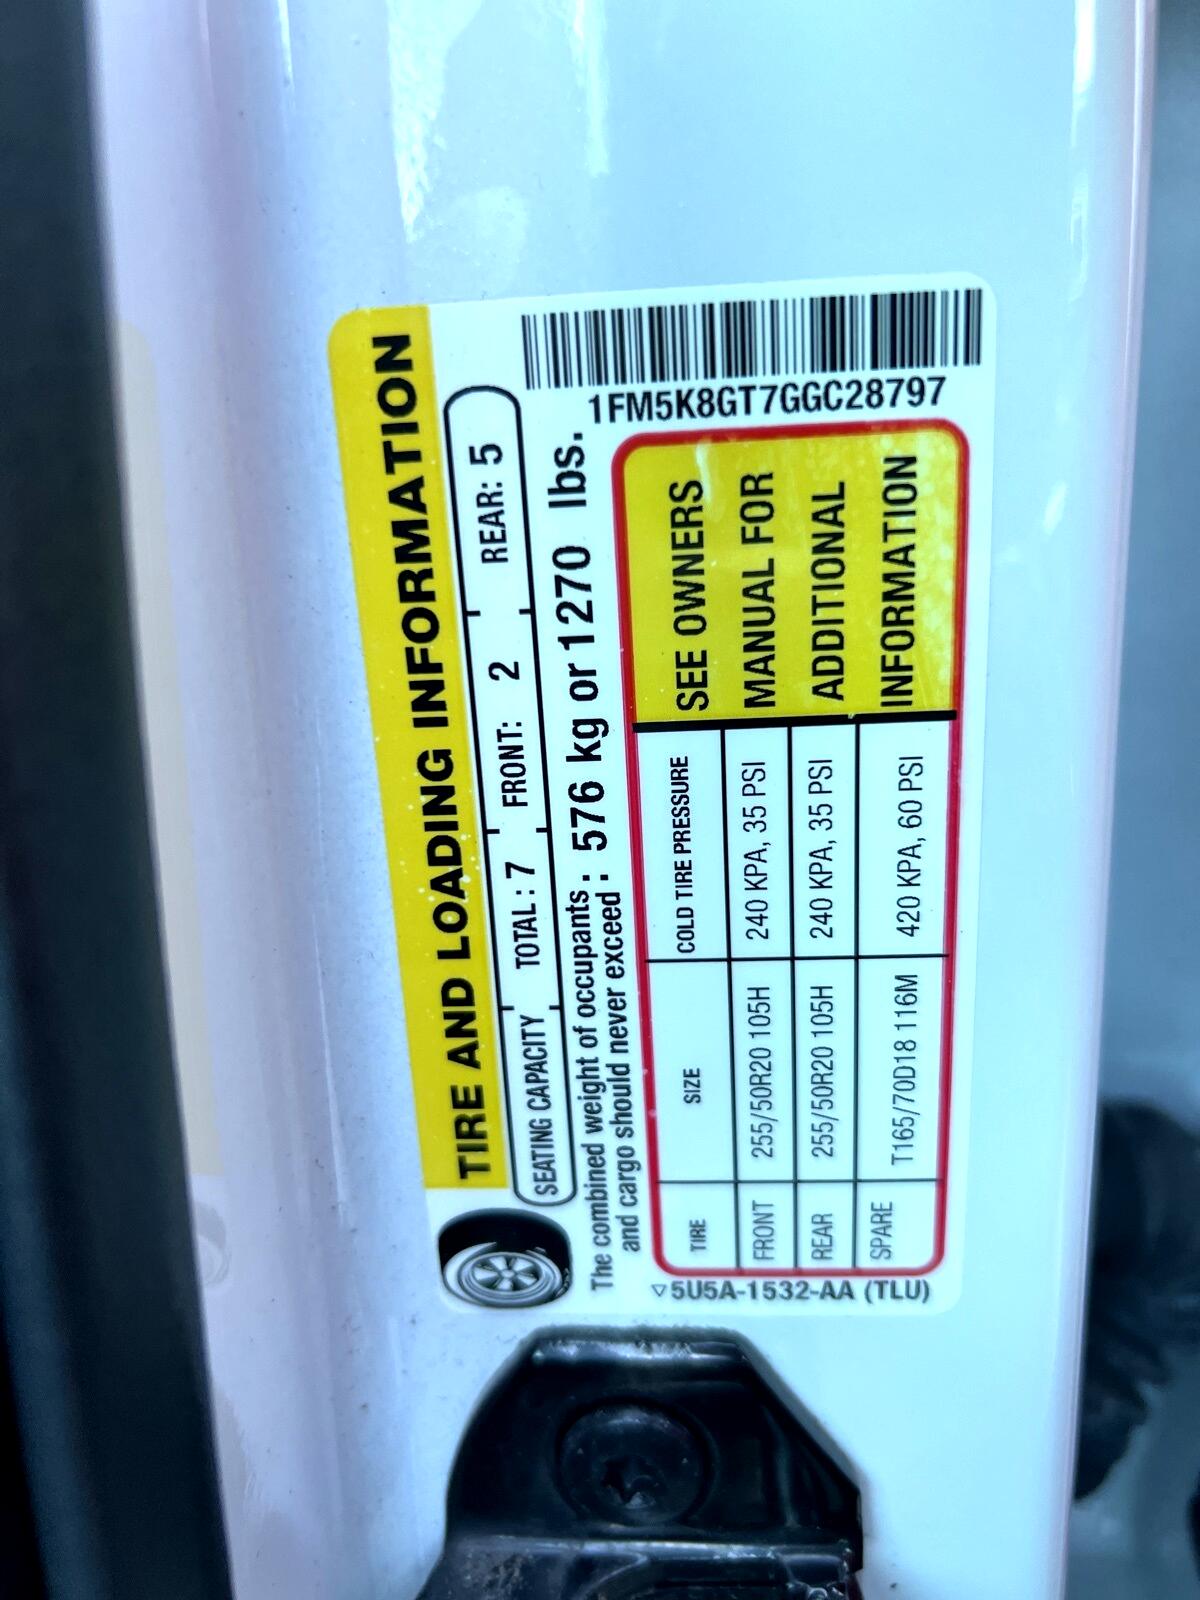 TIRE AND LOADING INFORMATION
SEATING CAPACITY TOTAL : 7 FRONT: 2 REAR: 5
The combined weight of occupants : 576 kg or 1270 lbs.
and cargo should never exceed :
1FM5K8GT7GGC28797
TIRE SIZE COLD TIRE PRESSURE
FRONT 255/50R20 105H 240 KPA, 35 PSI
REAR 255/50R20 105H 240 KPA, 35 PSI
SPARE T165/70D18 116M 420 KPA, 60 PSI
SEE OWNERS
MANUAL FOR
ADDITIONAL
INFORMATION
5U5A-1532-AA (TLU)